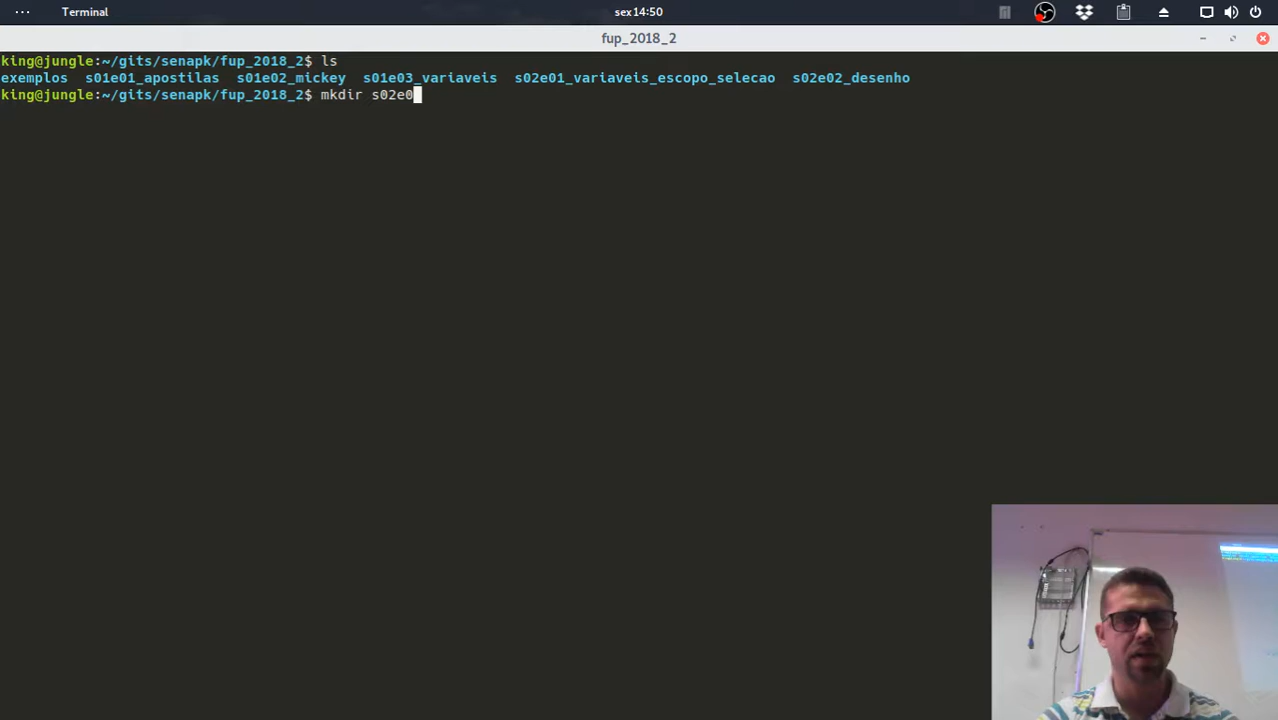 ··· Terminal sex14:50
fup_2018_2
king@jungle:~/gits/senapk/fup_2018_2$ ls
exemplos s01e01_apostilas s01e02_mickey s01e03_variaveis s02e01_variaveis_escopo_selecao s02e02_desenho
king@jungle:~/gits/senapk/fup_2018_2$ mkdir s02e0